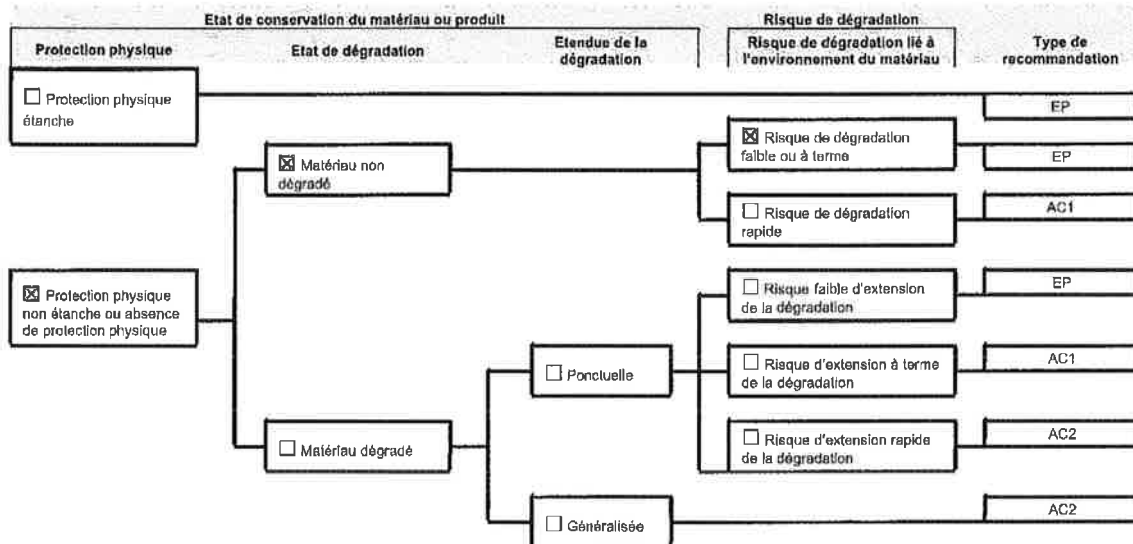 Etat de conservation du matériau ou produit
Risque de dégradation
Protection physique
Etat de dégradation
Etendue de la
dégradation
Risque de dégradation lié à
l'environnement du matériau
Type de
recommandation
☐ Protection physique
étanche
EP
☒ Matériau non
dégradé
☒ Risque de dégradation
faible ou à terme
EP
☐ Risque de dégradation
rapide
AC1
☒ Protection physique
non étanche ou absence
de protection physique
☐ Risque faible d'extension
de la dégradation
EP
☐ Ponctuelle
☐ Risque d'extension à terme
de la dégradation
AC1
☐ Matériau dégradé
☐ Risque d'extension rapide
de la dégradation
AC2
☐ Généralisée
AC2